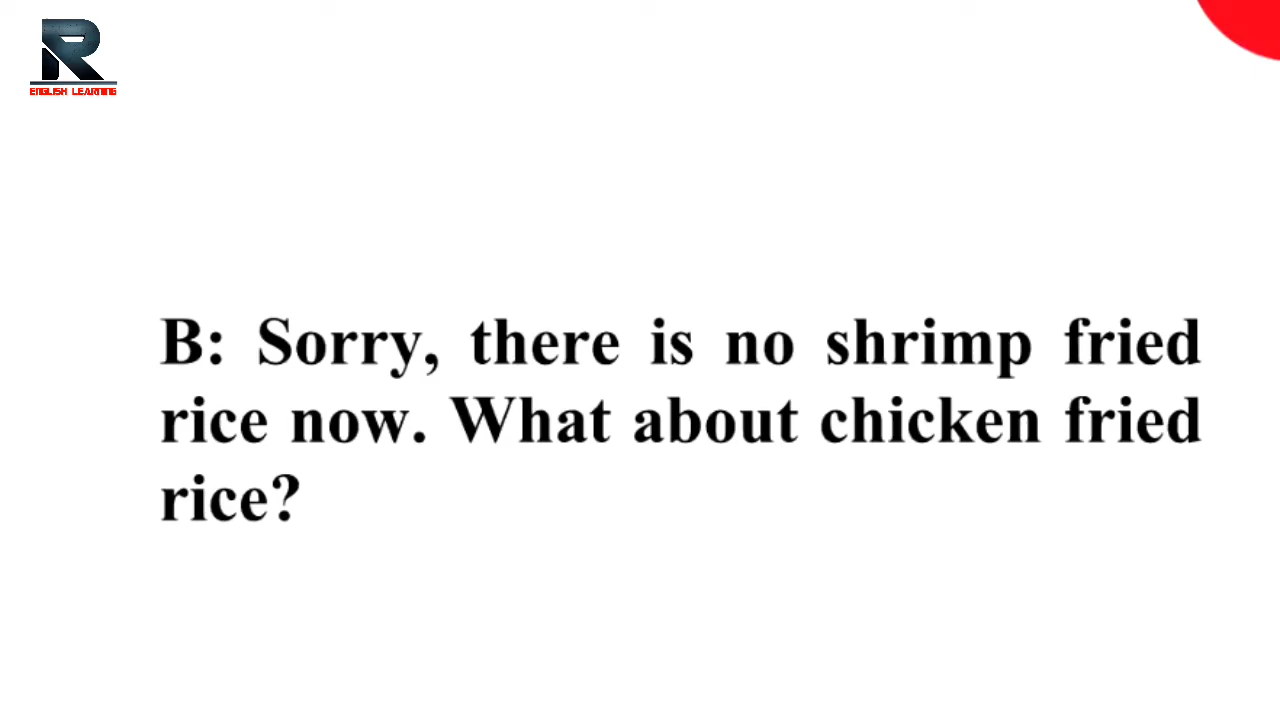 R
ENGLISH LEARNING
B: Sorry, there is no shrimp fried
rice now. What about chicken fried
rice?